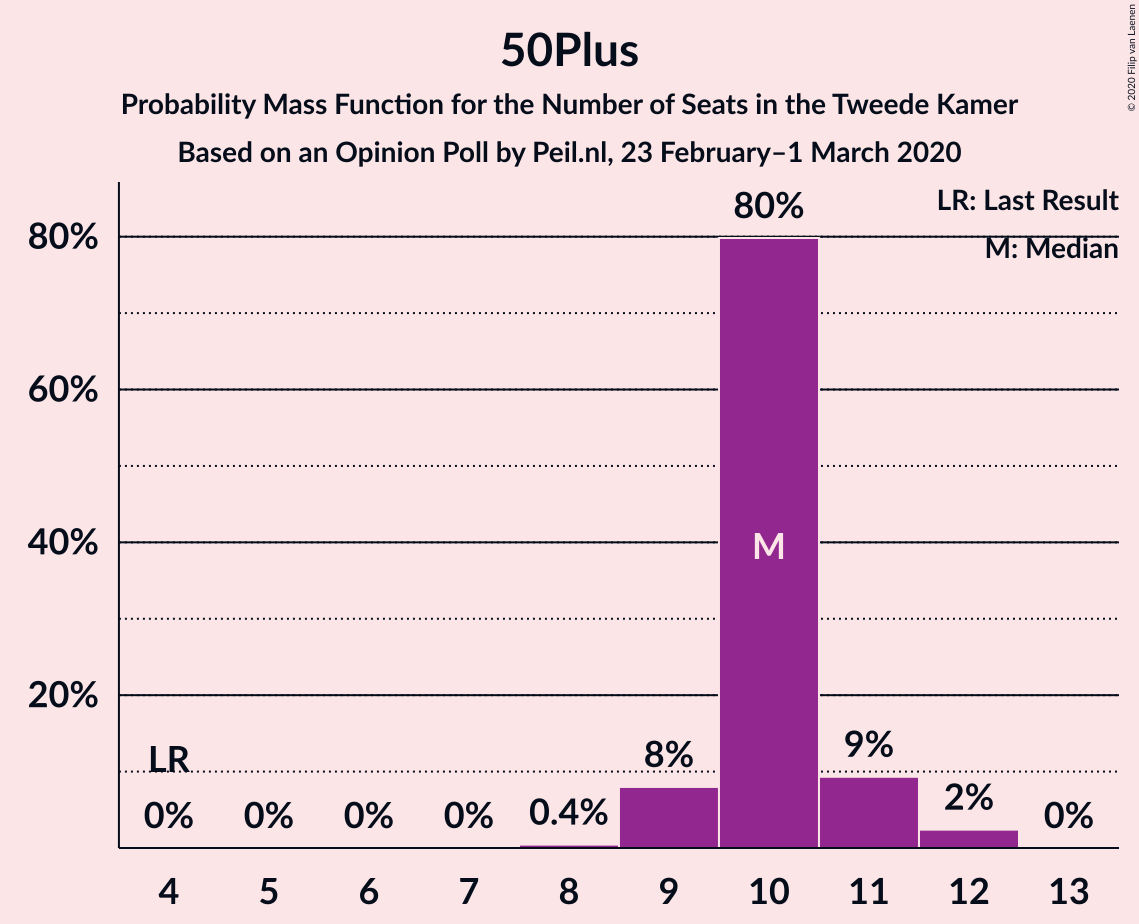 50Plus
Probability Mass Function for the Number of Seats in the Tweede Kamer
Based on an Opinion Poll by Peil.nl, 23 February–1 March 2020
© 2020 Filip van Laenen
LR: Last Result
M: Median
80%
60%
40%
20%
LR
0%
0%
0%
0%
0.4%
8%
80%
M
9%
2%
0%
4 5 6 7 8 9 10 11 12 13